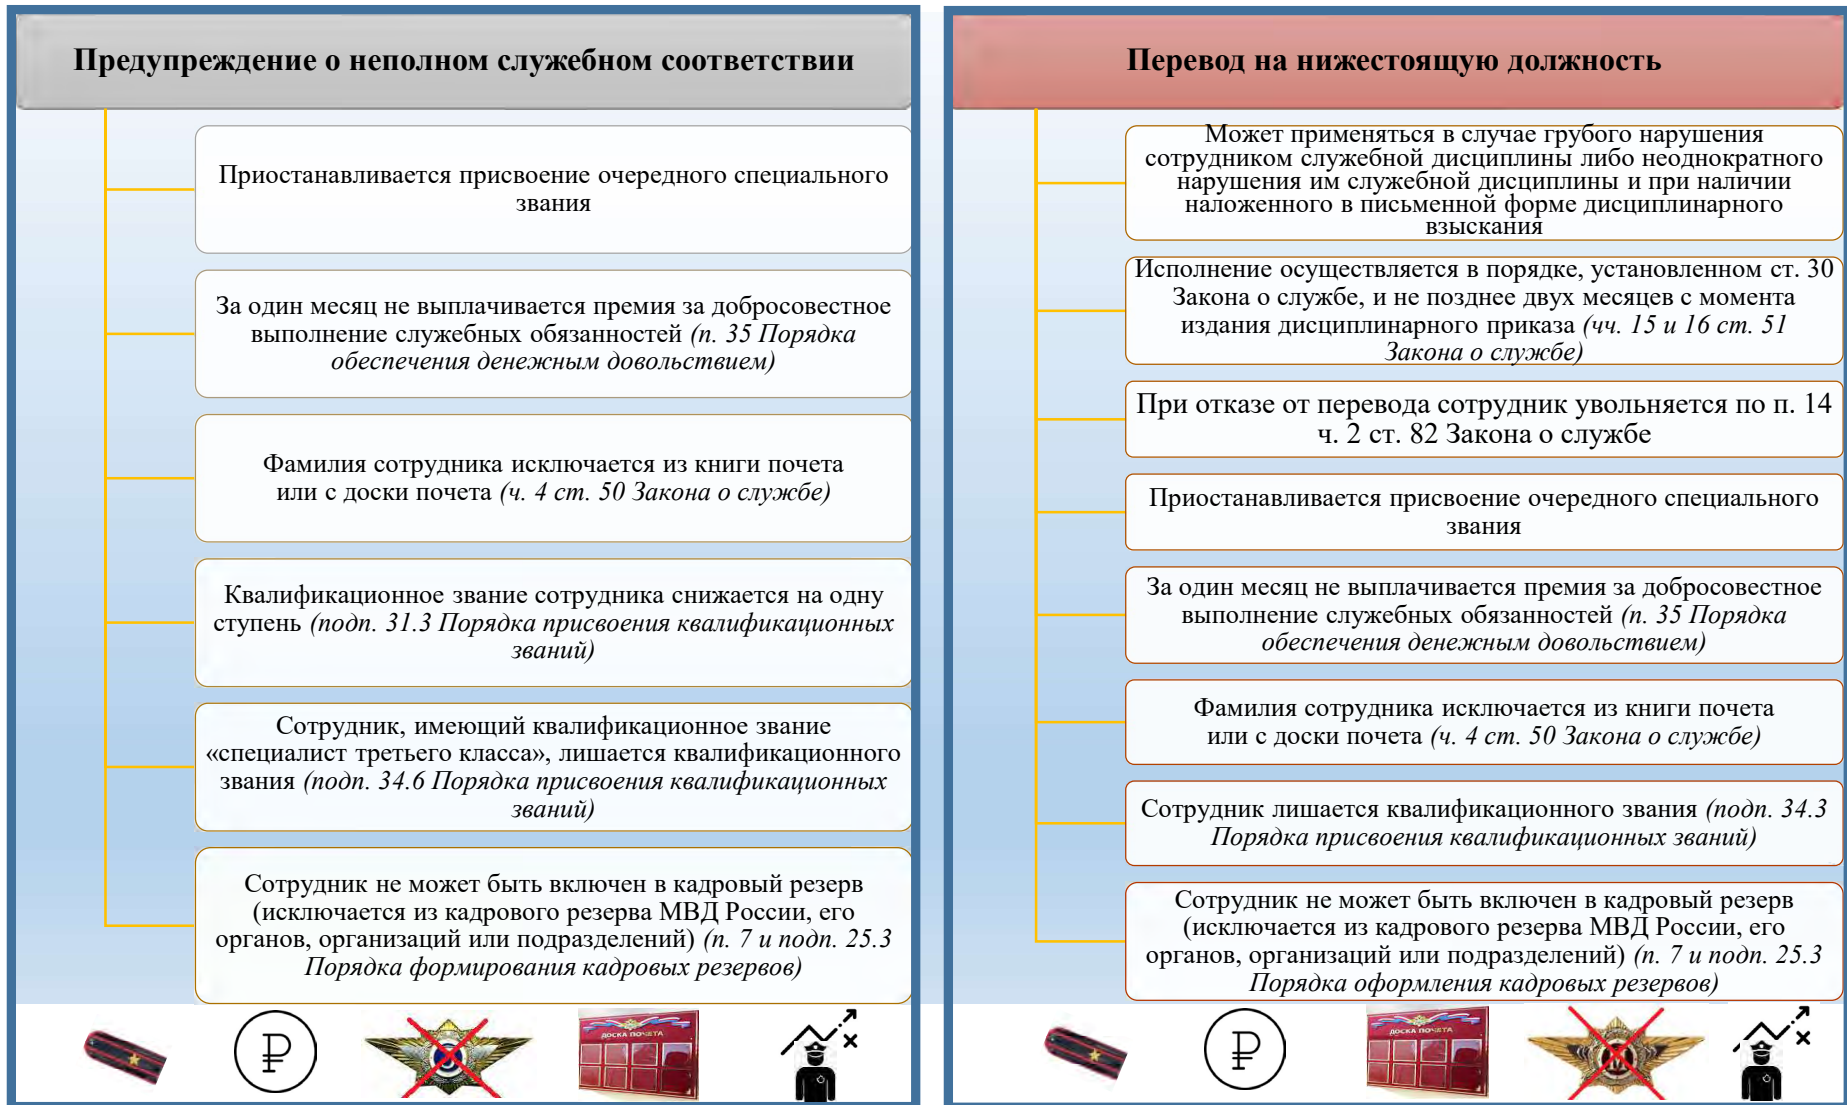 Предупреждение о неполном служебном соответствии
Приостанавливается присвоение очередного специального
звания
За один месяц не выплачивается премия за добросовестное
выполнение служебных обязанностей (п. 35 Порядка
обеспечения денежным довольствием)
Фамилия сотрудника исключается из книги почета
или с доски почета (ч. 4 ст. 50 Закона о службе)
Квалификационное звание сотрудника снижается на одну
ступень (подп. 31.3 Порядка присвоения квалификационных
званий)
Сотрудник, имеющий квалификационное звание
«специалист третьего класса», лишается квалификационного
звания (подп. 34.6 Порядка присвоения квалификационных
званий)
Сотрудник не может быть включен в кадровый резерв
(исключается из кадрового резерва МВД России, его
органов, организаций или подразделений) (п. 7 и подп. 25.3
Порядка формирования кадровых резервов)
ДОСКА ПОЧЕТА
Перевод на нижестоящую должность
Может применяться в случае грубого нарушения
сотрудником служебной дисциплины либо неоднократного
нарушения им служебной дисциплины и при наличии
наложенного в письменной форме дисциплинарного
взыскания
Исполнение осуществляется в порядке, установленном ст. 30
Закона о службе, и не позднее двух месяцев с момента
издания дисциплинарного приказа (чч. 15 и 16 ст. 51
Закона о службе)
При отказе от перевода сотрудник увольняется по п. 14
ч. 2 ст. 82 Закона о службе
Приостанавливается присвоение очередного специального
звания
За один месяц не выплачивается премия за добросовестное
выполнение служебных обязанностей (п. 35 Порядка
обеспечения денежным довольствием)
Фамилия сотрудника исключается из книги почета
или с доски почета (ч. 4 ст. 50 Закона о службе)
Сотрудник лишается квалификационного звания (подп. 34.3
Порядка присвоения квалификационных званий)
Сотрудник не может быть включен в кадровый резерв
(исключается из кадрового резерва МВД России, его
органов, организаций или подразделений) (п. 7 и подп. 25.3
Порядка оформления кадровых резервов)
ДОСКА ПОЧЕТА